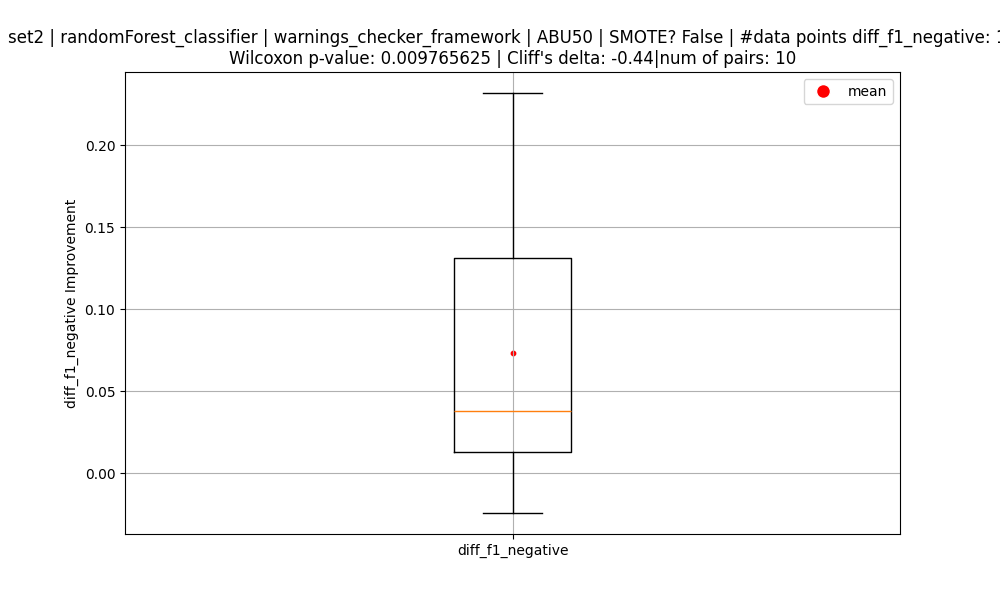 set2 | randomForest_classifier | warnings_checker_framework | ABU50 | SMOTE? False | #data points diff_f1_negative:
Wilcoxon p-value: 0.009765625 | Cliff's delta: -0.44|num of pairs: 10
mean
0.20
0.15
0.10
0.05
0.00
diff_f1_negative Improvement
diff_f1_negative